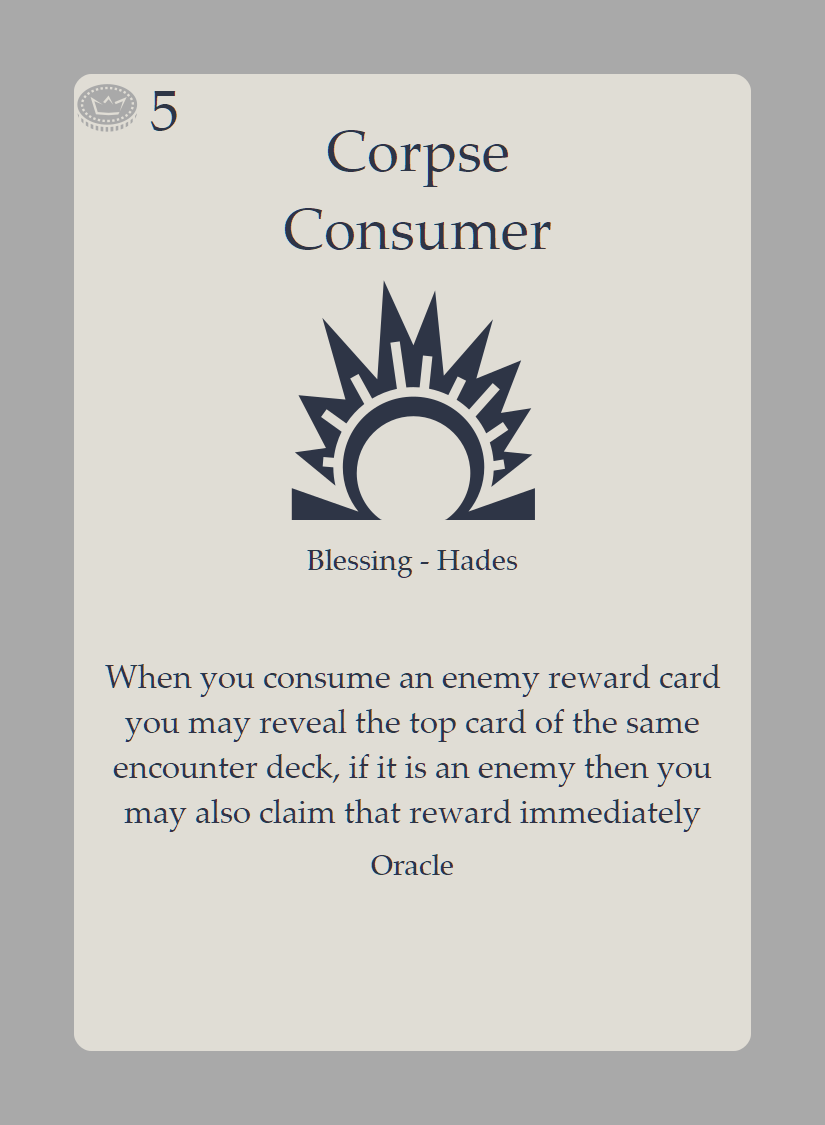 5
Corpse
Consumer
Blessing - Hades
When you consume an enemy reward card
you may reveal the top card of the same
encounter deck, if it is an enemy then you
may also claim that reward immediately
Oracle